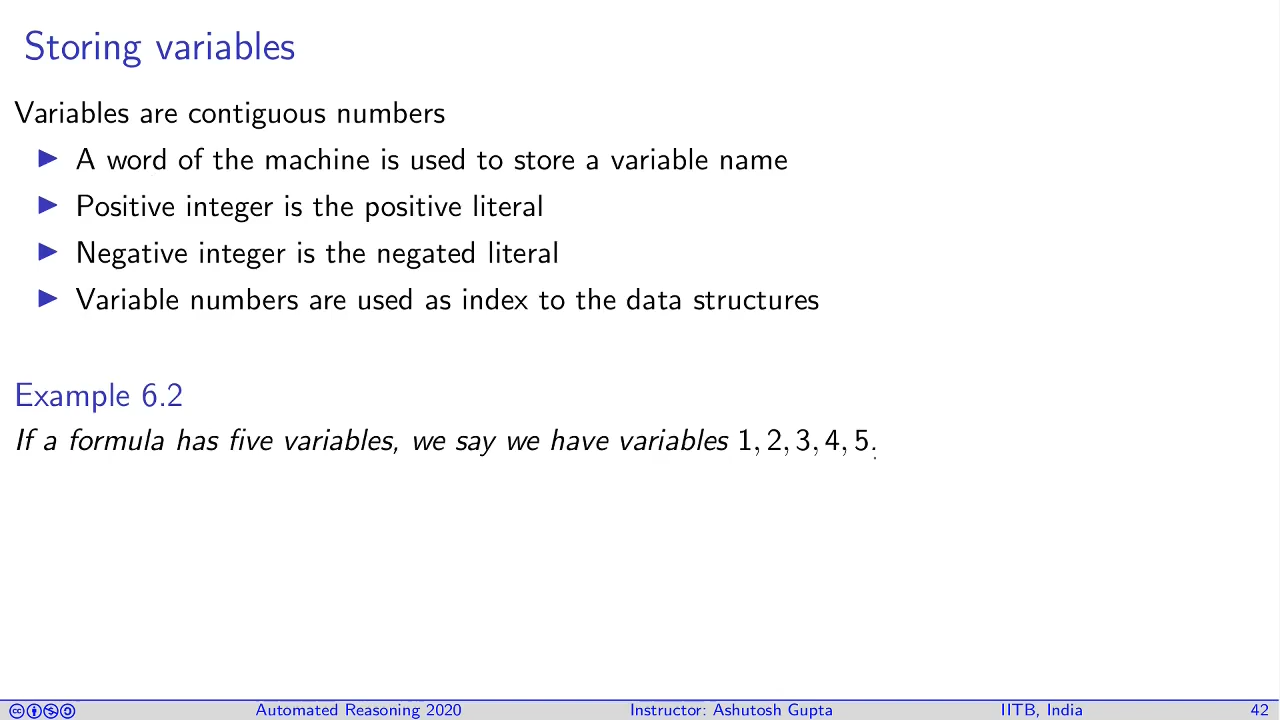 Storing variables
Variables are contiguous numbers
▶ A word of the machine is used to store a variable name
▶ Positive integer is the positive literal
▶ Negative integer is the negated literal
▶ Variable numbers are used as index to the data structures
Example 6.2
If a formula has five variables, we say we have variables 1, 2, 3, 4, 5.
Automated Reasoning 2020 Instructor: Ashutosh Gupta IITB, India 42